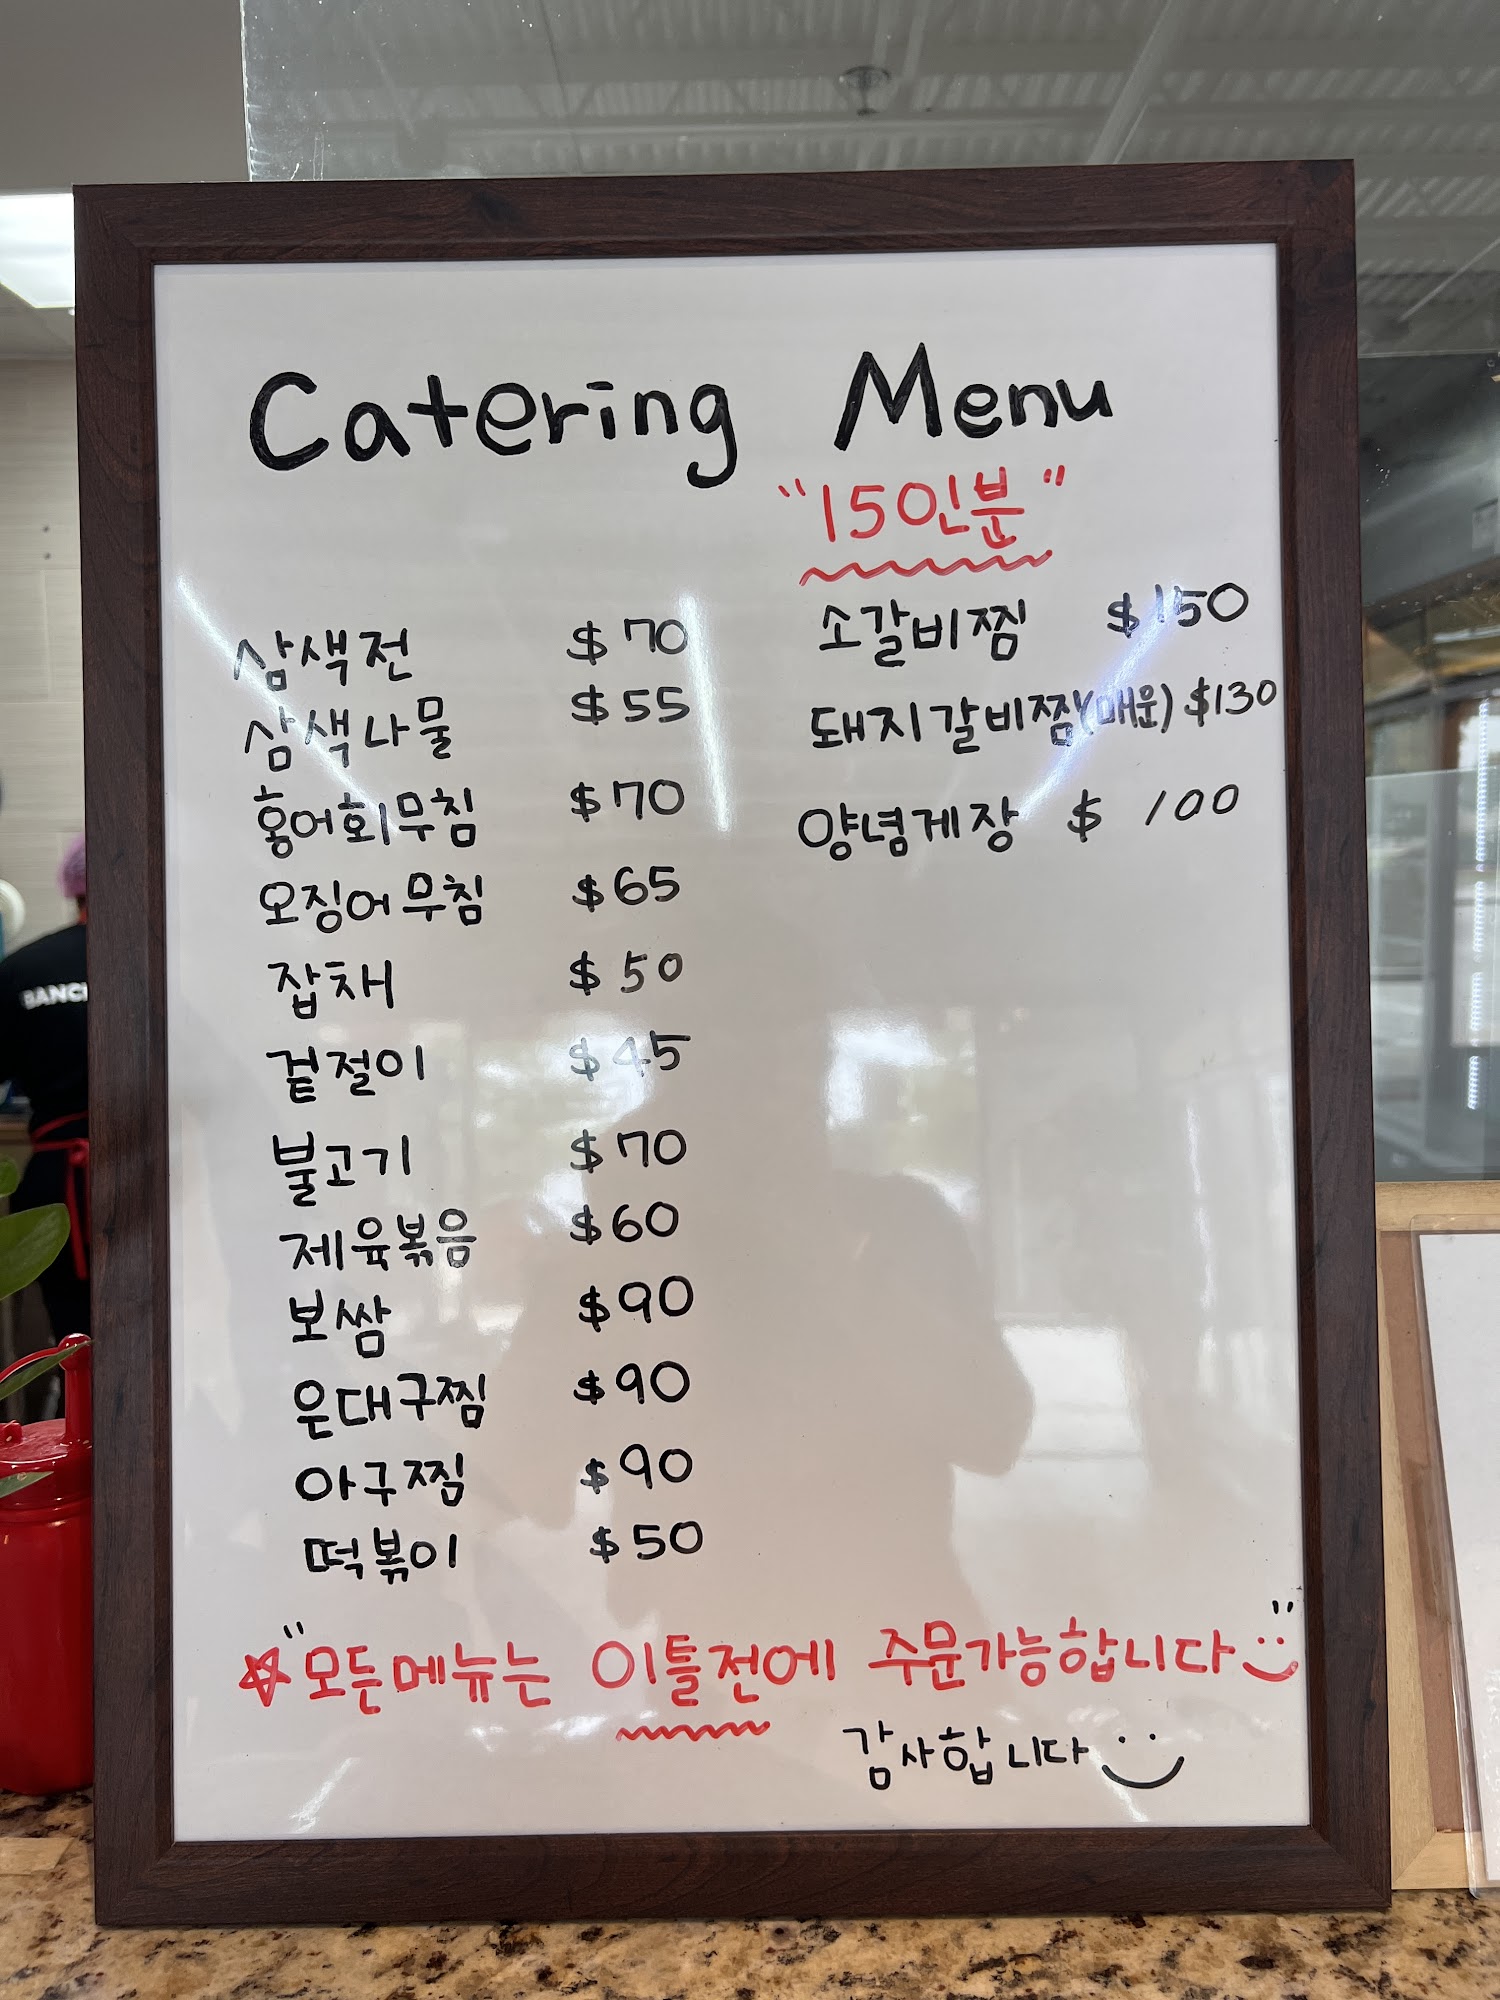 Catering Menu
"15인분"
삼색전 $70
삼색나물 $55
홍어회무침 $70
오징어무침 $65
잡채 $50
겉절이 $45
불고기 $70
제육볶음 $60
보쌈 $90
은대구찜 $90
아구찜 $90
떡볶이 $50
소갈비찜 $150
돼지갈비찜(매운) $130
양념게장 $100
"모든메뉴는 이틀전에 주문가능합니다"
감사합니다